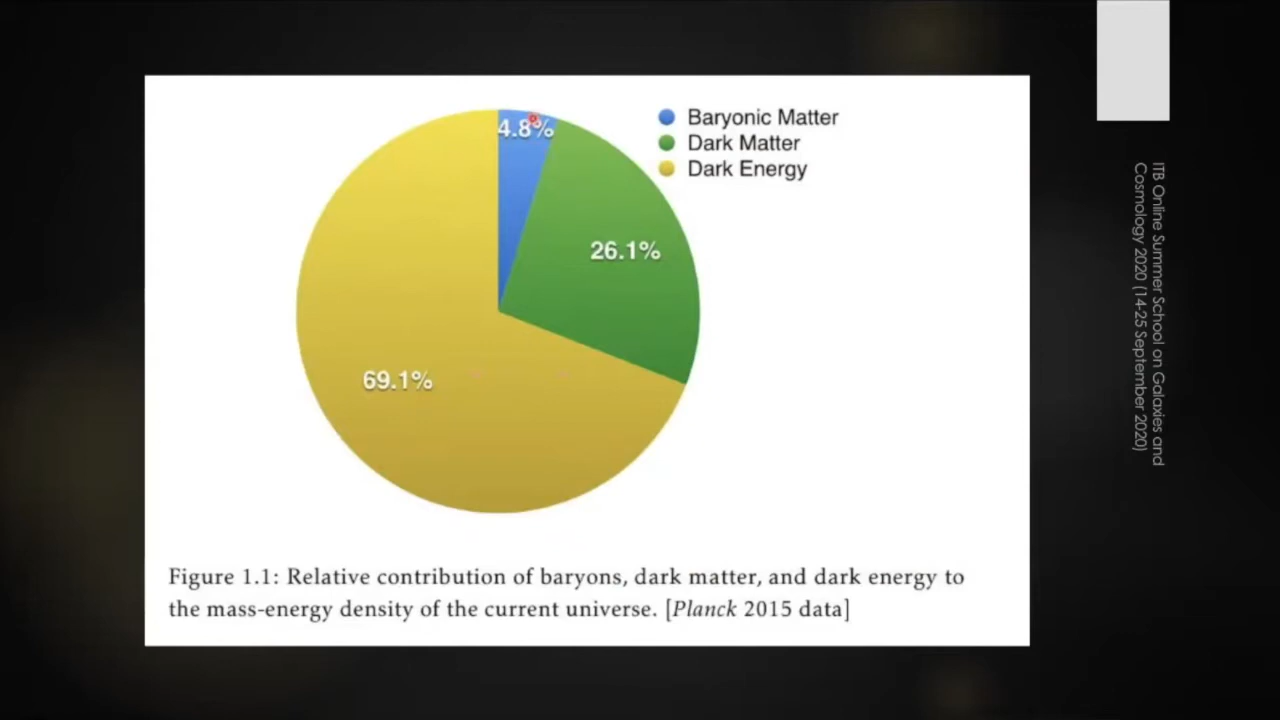 4.8%
Baryonic Matter
Dark Matter
Dark Energy
26.1%
69.1%
Figure 1.1: Relative contribution of baryons, dark matter, and dark energy to
the mass-energy density of the current universe. [Planck 2015 data]
ITB Online Summer School on Galaxies and
Cosmology 2020 (14-25 September 2020)